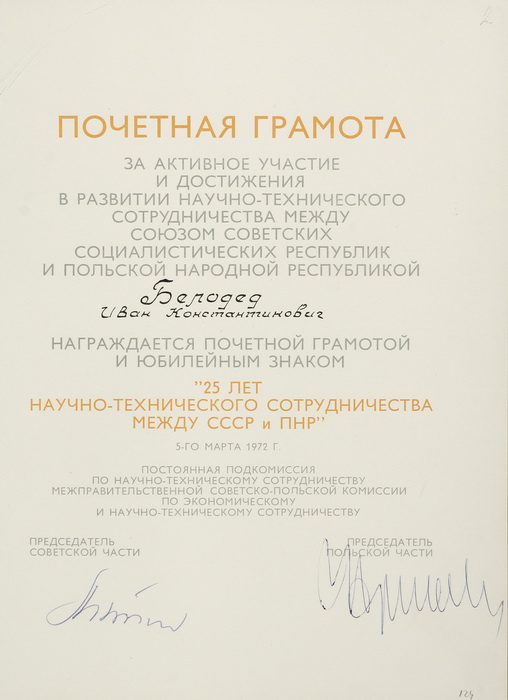 2
ПОЧЕТНАЯ ГРАМОТА
ЗА АКТИВНОЕ УЧАСТИЕ
И ДОСТИЖЕНИЯ
В РАЗВИТИИ НАУЧНО-ТЕХНИЧЕСКОГО
СОТРУДНИЧЕСТВА МЕЖДУ
СОЮЗОМ СОВЕТСКИХ
СОЦИАЛИСТИЧЕСКИХ РЕСПУБЛИК
И ПОЛЬСКОЙ НАРОДНОЙ РЕСПУБЛИКОЙ
Белодед
Иван Константинович
НАГРАЖДАЕТСЯ ПОЧЕТНОЙ ГРАМОТОЙ
И ЮБИЛЕЙНЫМ ЗНАКОМ
"25 ЛЕТ
НАУЧНО-ТЕХНИЧЕСКОГО СОТРУДНИЧЕСТВА
МЕЖДУ СССР и ПНР"
5-ГО МАРТА 1972 Г.
ПОСТОЯННАЯ ПОДКОМИССИЯ
ПО НАУЧНО-ТЕХНИЧЕСКОМУ СОТРУДНИЧЕСТВУ
МЕЖПРАВИТЕЛЬСТВЕННОЙ СОВЕТСКО-ПОЛЬСКОЙ КОМИССИИ
ПО ЭКОНОМИЧЕСКОМУ
И НАУЧНО-ТЕХНИЧЕСКОМУ СОТРУДНИЧЕСТВУ
ПРЕДСЕДАТЕЛЬ
СОВЕТСКОЙ ЧАСТИ
ПРЕДСЕДАТЕЛЬ
ПОЛЬСКОЙ ЧАСТИ
124